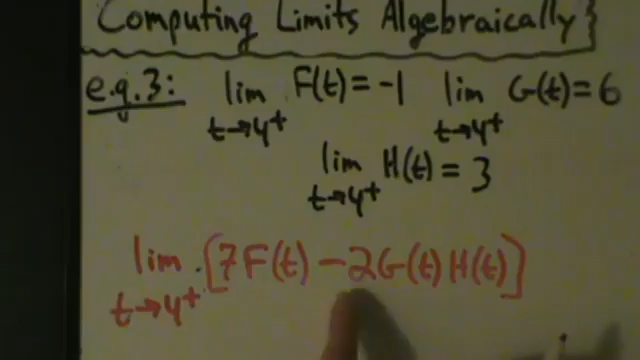 Computing Limits Algebraically
e.g.3: lim F(t)=-1 lim G(t)=6
t→4⁺ t→4⁺
lim H(t)=3
t→4⁺
lim [7F(t)-2G(t)H(t)]
t→4⁺